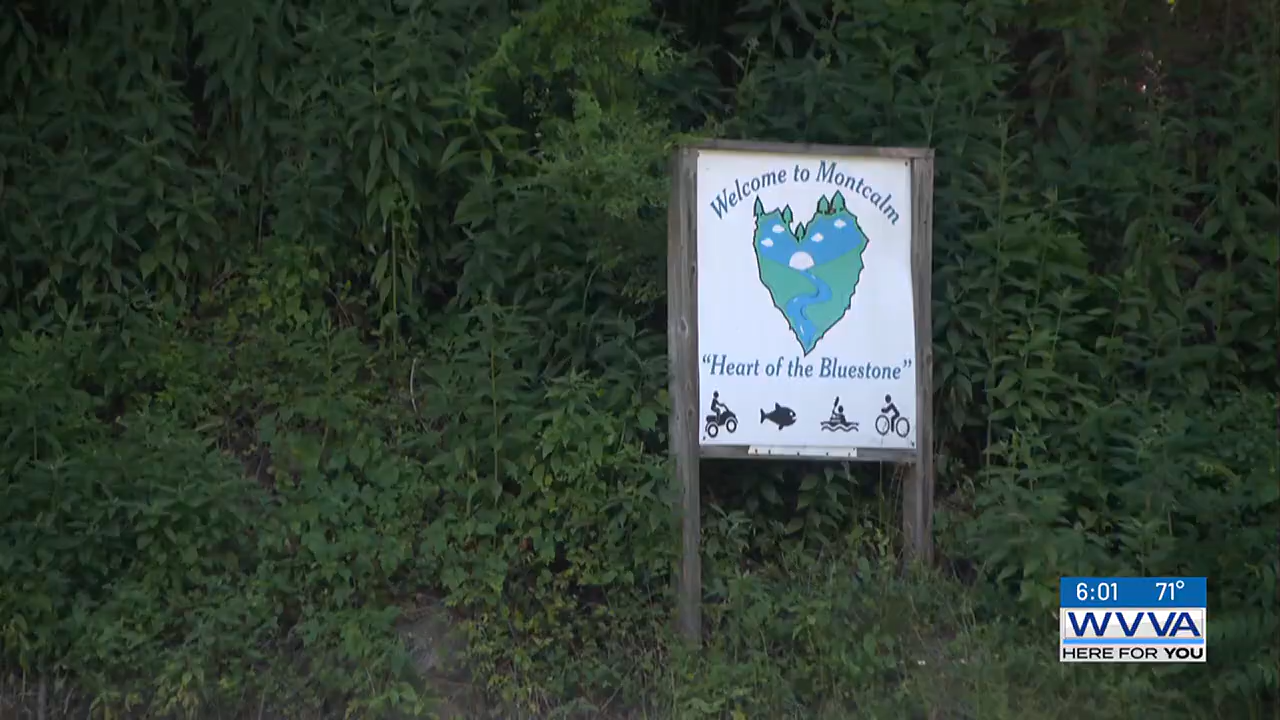 Welcome to Montcalm
“Heart of the Bluestone”
6:01 71°
WVVA
HERE FOR YOU